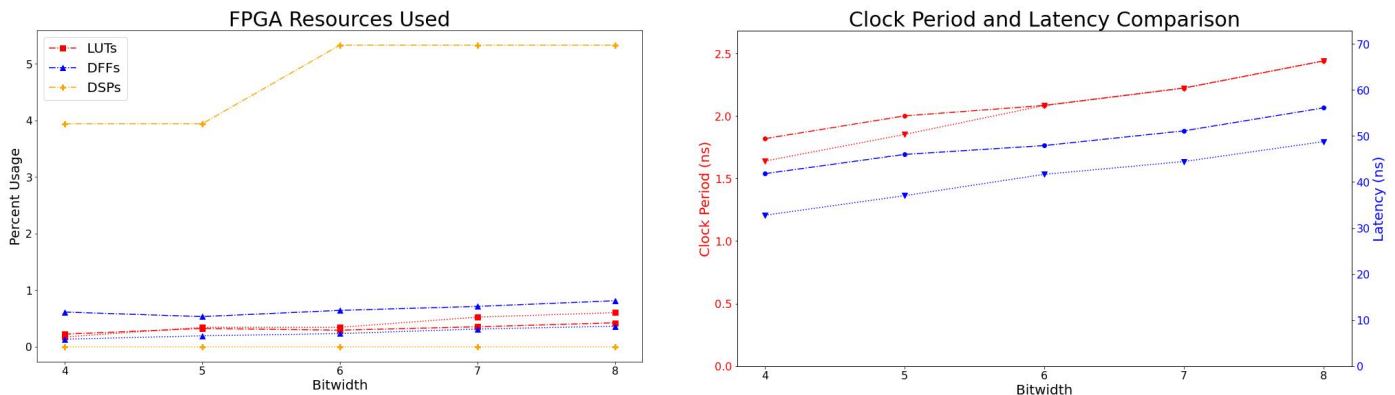 FPGA Resources Used
LUTs
DFFs
DSPs
5
4
3
2
1
0
Percent Usage
4 5 6 7 8
Bitwidth
Clock Period and Latency Comparison
2.5
2.0
1.5
1.0
0.5
0.0
Clock Period (ns)
4 5 6 7 8
Bitwidth
70
60
50
40
30
20
10
0
Latency (ns)